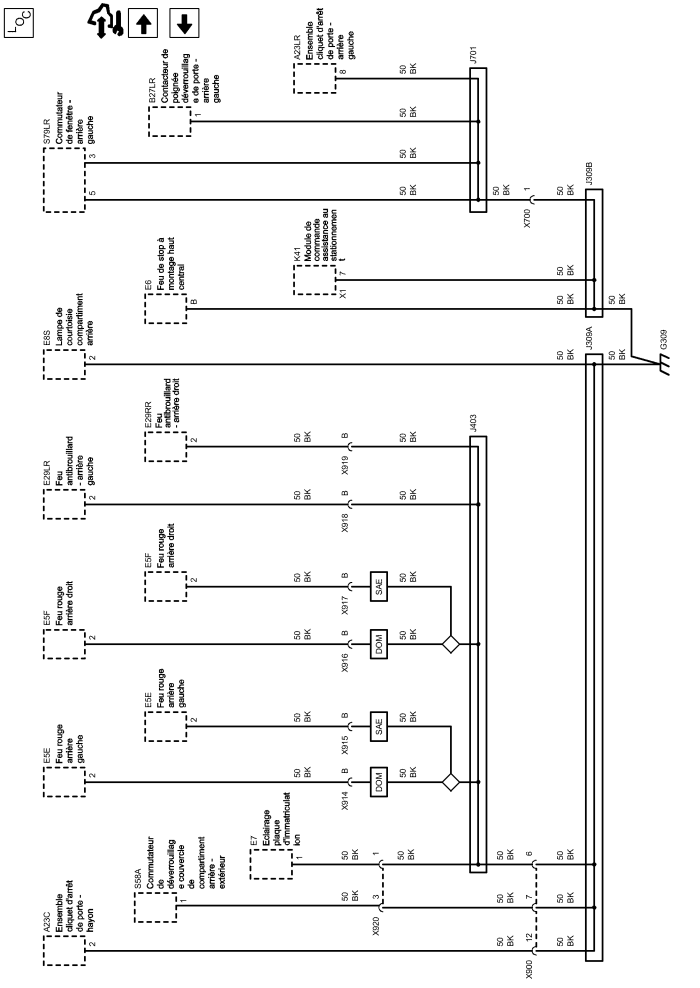 LOC
A23C
Ensemble
cliquet d'arrêt
de porte -
hayon
2
E5E
Feu rouge
arrière
gauche
2
E5F
Feu rouge
arrière droit
2
E29LR
Feu
antibrouillard
- arrière
gauche
2
E8S
Lampe de
courtoisie
compartiment
arrière
2
S79LR
Commutateur
de fenêtre -
arrière
gauche
5
3
S58A
Commutateur
de
déverrouillag
e couvercle
de
compartiment
arrière -
extérieur
1
E5E
Feu rouge
arrière
gauche
2
E5F
Feu rouge
arrière droit
2
E29RR
Feu
antibrouillard
- arrière droit
2
E6
Feu de stop à
montage haut
central
B
B27LR
Contacteur de
poignée
déverrouillag
e de porte -
arrière
gauche
1
E7
Eclairage
plaque
d'immatriculat
ion
1
K41
Module de
commande
assistance au
stationnemen
t
X1
7
A23LR
Ensemble
cliquet d'arrêt
de porte -
arrière
gauche
8
50
BK
50
BK
50
BK
50
BK
50
BK
50
BK
X914
B
X915
B
X916
B
X917
B
X918
B
X919
B
50
BK
50
BK
X920
3
1
DOM
SAE
DOM
SAE
50
BK
50
BK
50
BK
50
BK
50
BK
50
BK
50
BK
50
BK
50
BK
50
BK
50
BK
J403
J701
50
BK
50
BK
50
BK
50
BK
X900
12
7
6
X700
1
50
BK
50
BK
50
BK
50
BK
50
BK
50
BK
50
BK
J309A
J309B
50
BK
50
BK
G309